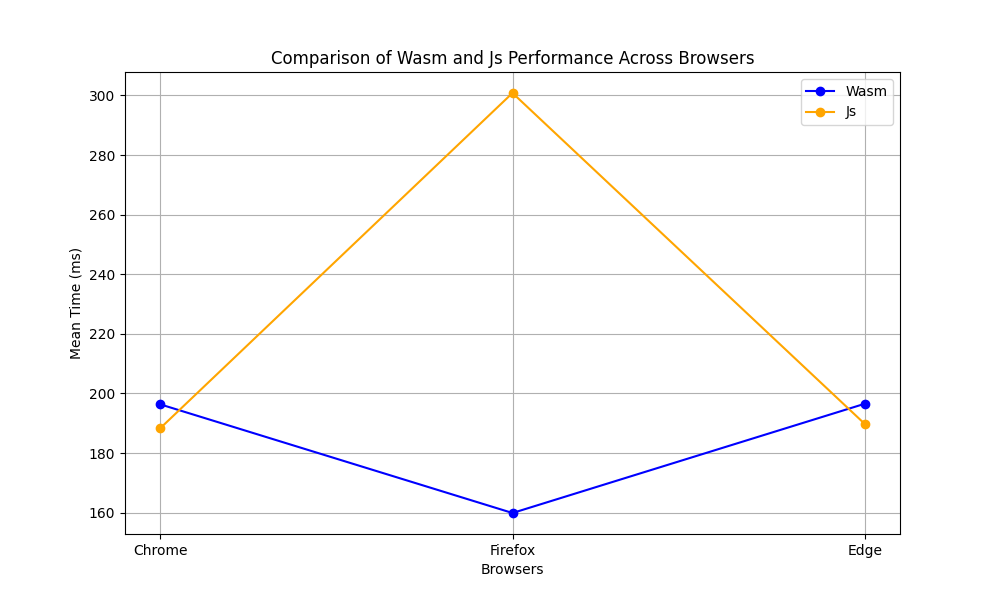 Comparison of Wasm and Js Performance Across Browsers
Wasm
Js
300
280
260
240
220
200
180
160
Mean Time (ms)
Chrome
Firefox
Edge
Browsers